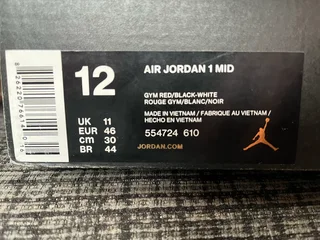 12
AIR JORDAN 1 MID
GYM RED/BLACK-WHITE
ROUGE GYM/BLANC/NOIR
MADE IN VIETNAM / FABRIQUE AU VIETNAM /
HECHO EN VIETNAM
UK 11
EUR 46
cm 30
BR 44
554724 610
JORDAN.COM